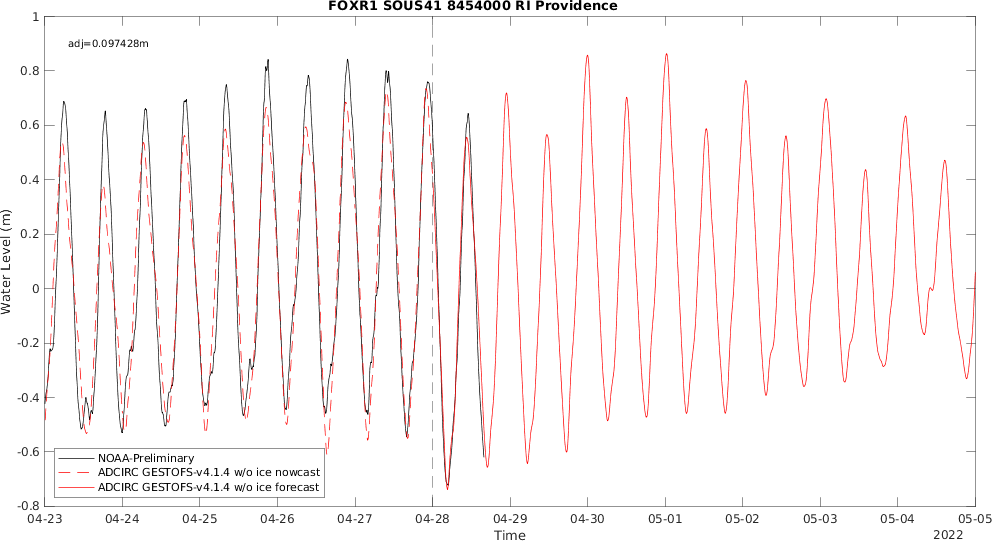 FOXR1 SOUS41 8454000 RI Providence
adj=0.097428m
1
0.8
0.6
0.4
0.2
0
-0.2
-0.4
-0.6
-0.8
Water Level (m)
NOAA-Preliminary
ADCIRC GESTOFS-v4.1.4 w/o ice nowcast
ADCIRC GESTOFS-v4.1.4 w/o ice forecast
04-23 04-24 04-25 04-26 04-27 04-28 04-29 04-30 05-01 05-02 05-03 05-04 05-05
Time
2022